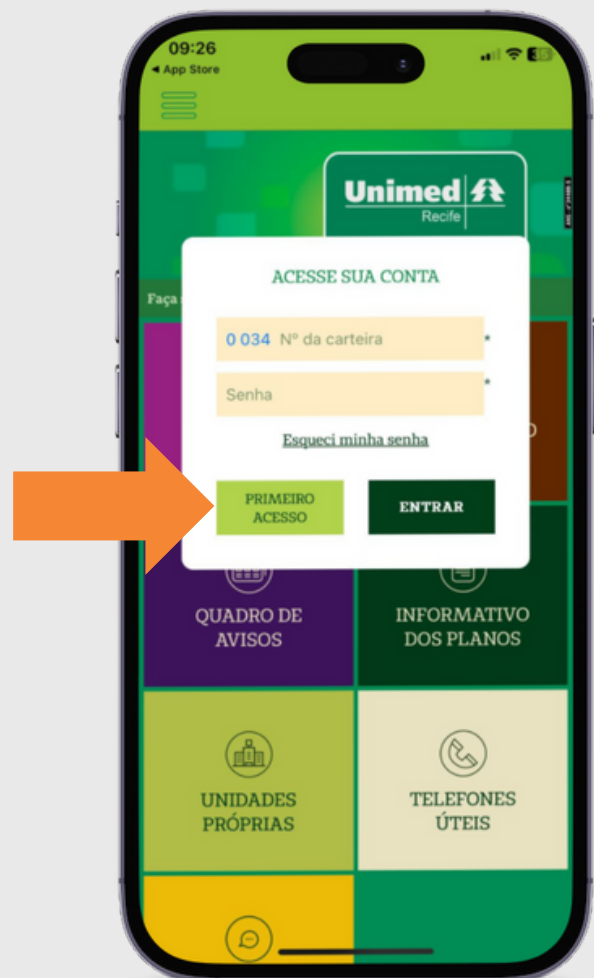 09:26
App Store
Unimed
Recife
ACESSE SUA CONTA
Faça
0 034 Nº da carteira *
Senha *
Esqueci minha senha
PRIMEIRO
ACESSO
ENTRAR
QUADRO DE
AVISOS
INFORMATIVO
DOS PLANOS
UNIDADES
PRÓPRIAS
TELEFONES
ÚTEIS